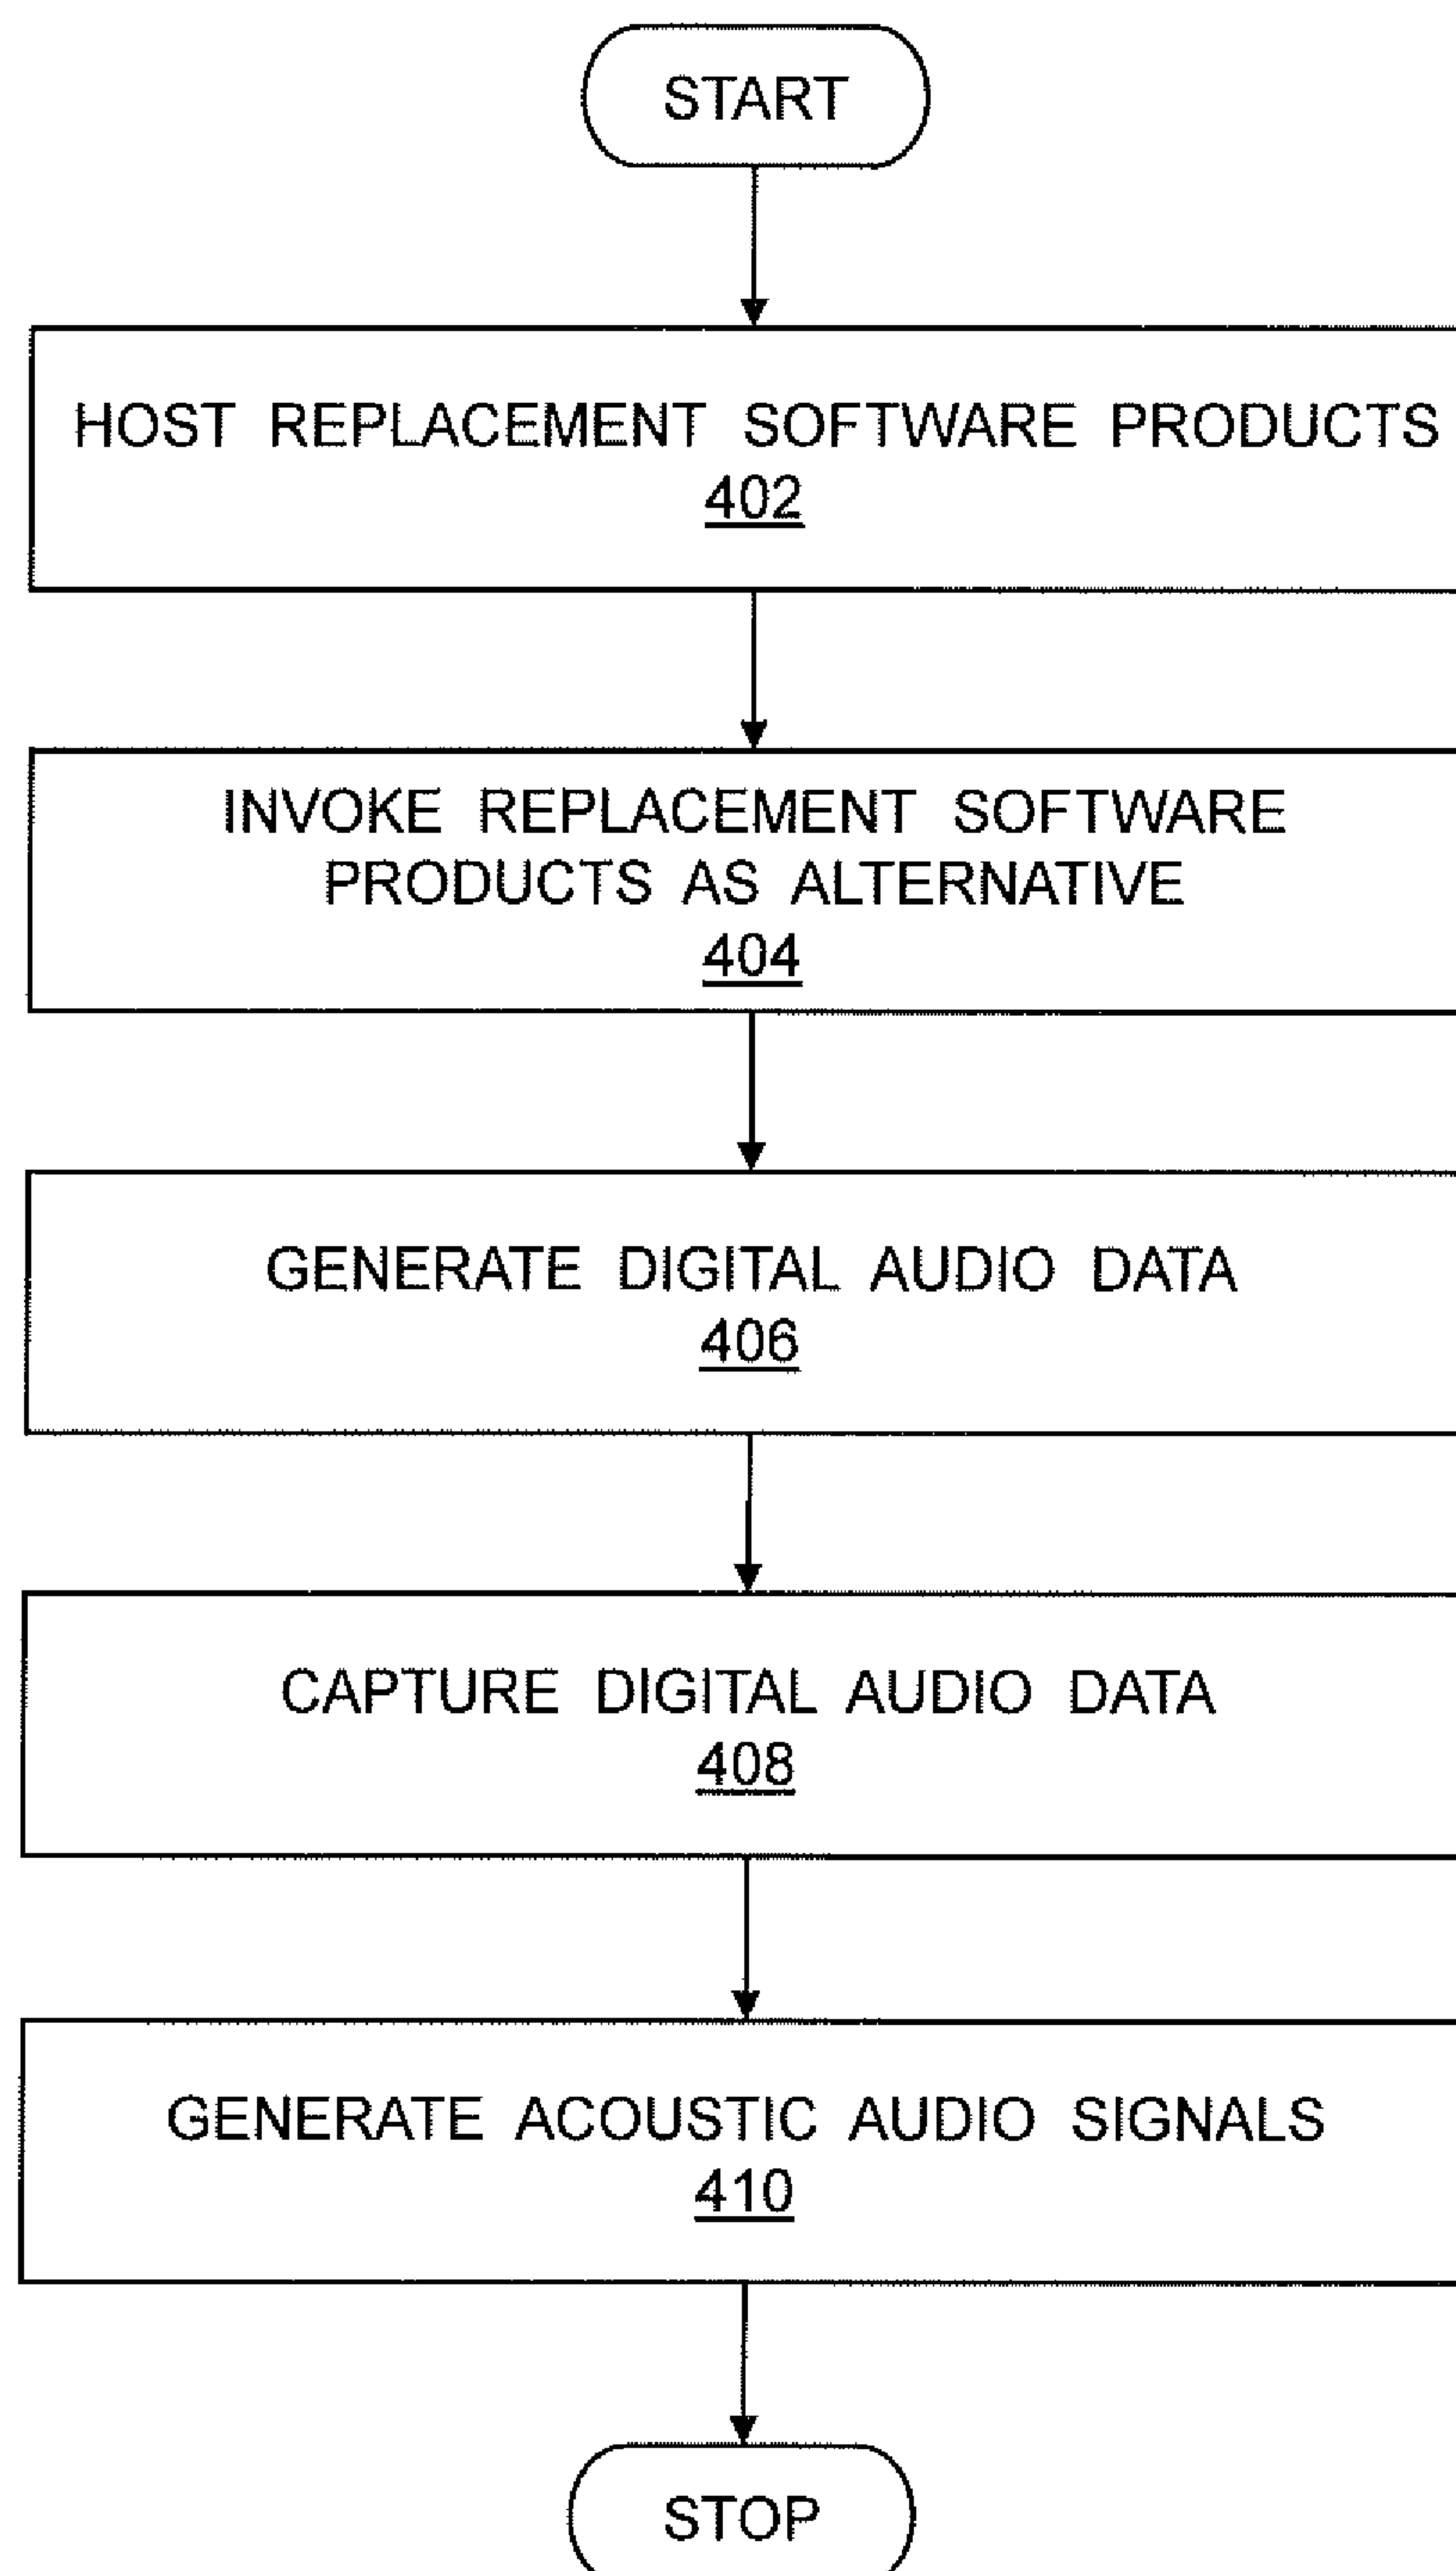 START
HOST REPLACEMENT SOFTWARE PRODUCTS
402
INVOKE REPLACEMENT SOFTWARE
PRODUCTS AS ALTERNATIVE
404
GENERATE DIGITAL AUDIO DATA
406
CAPTURE DIGITAL AUDIO DATA
408
GENERATE ACOUSTIC AUDIO SIGNALS
410
STOP